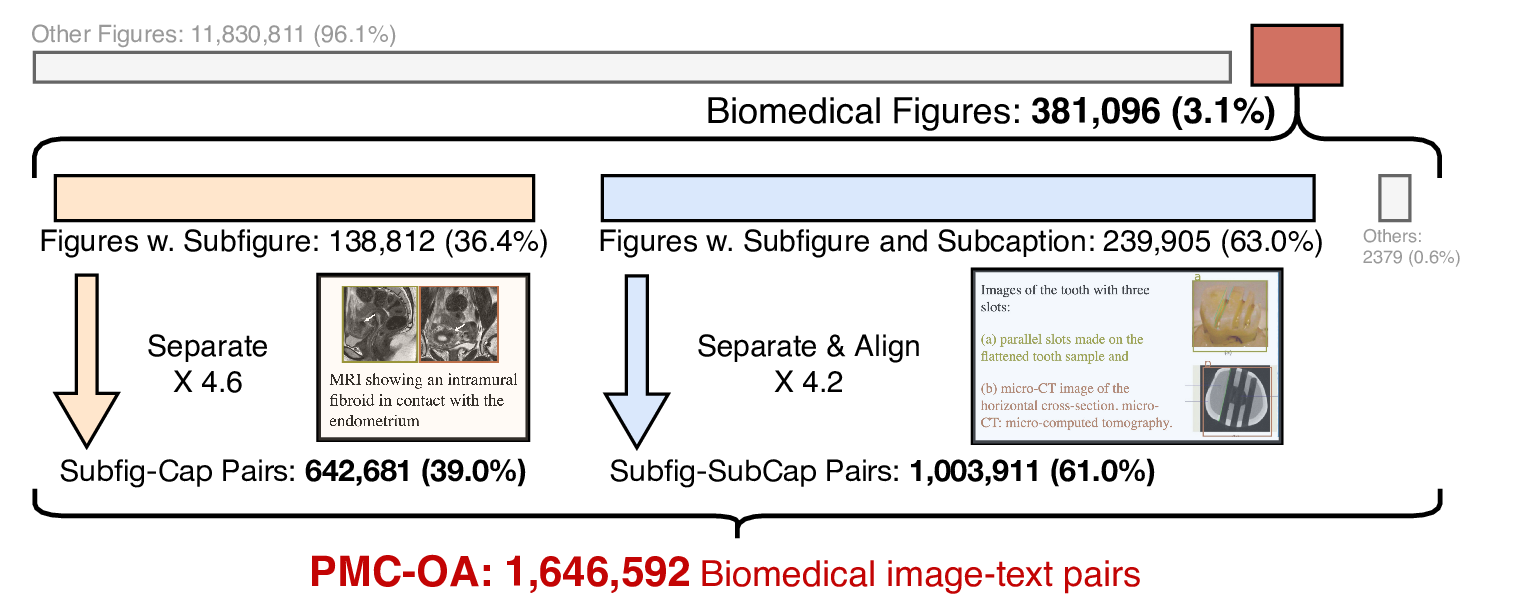 Other Figures: 11,830,811 (96.1%)
Biomedical Figures: 381,096 (3.1%)
Figures w. Subfigure: 138,812 (36.4%)
Figures w. Subfigure and Subcaption: 239,905 (63.0%)
Others:
2379 (0.6%)
Separate
X 4.6
MRI showing an intramural
fibroid in contact with the
endometrium
Separate & Align
X 4.2
Images of the tooth with three
slots:
(a) parallel slots made on the
flattened tooth sample and
(b) micro-CT image of the
horizontal cross-section. micro-
CT: micro-computed tomography.
a
Subfig-Cap Pairs: 642,681 (39.0%)
Subfig-SubCap Pairs: 1,003,911 (61.0%)
PMC-OA: 1,646,592 Biomedical image-text pairs